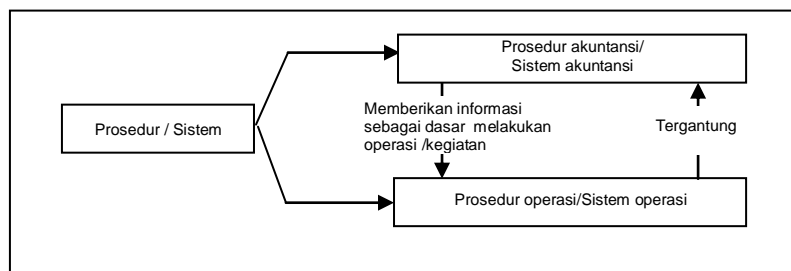 Prosedur akuntansi/
Sistem akuntansi
Prosedur / Sistem
Memberikan informasi
sebagai dasar melakukan
operasi /kegiatan
Tergantung
Prosedur operasi/Sistem operasi